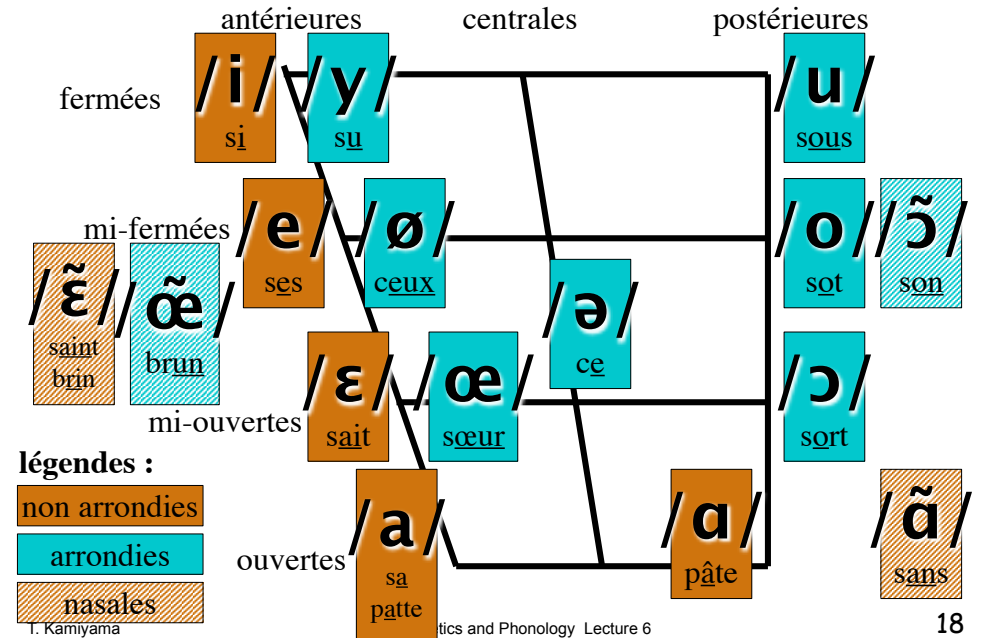 antérieures centrales postérieures
fermées /i/ /y/ /u/
si su sous
mi-fermées /e/ /ø/ /o/ /ɔ̃/
ses ceux sot son
/ɛ̃/ /œ̃/ /ə/
saint brun ce
brin
mi-ouvertes /ɛ/ /œ/ /ɔ/
sait sœur sort
légendes :
non arrondies
arrondies
nasales
ouvertes /a/ /ɑ/ /ɑ̃/
sa pâte sans
patte
T. Kamiyama tics and Phonology Lecture 6 18